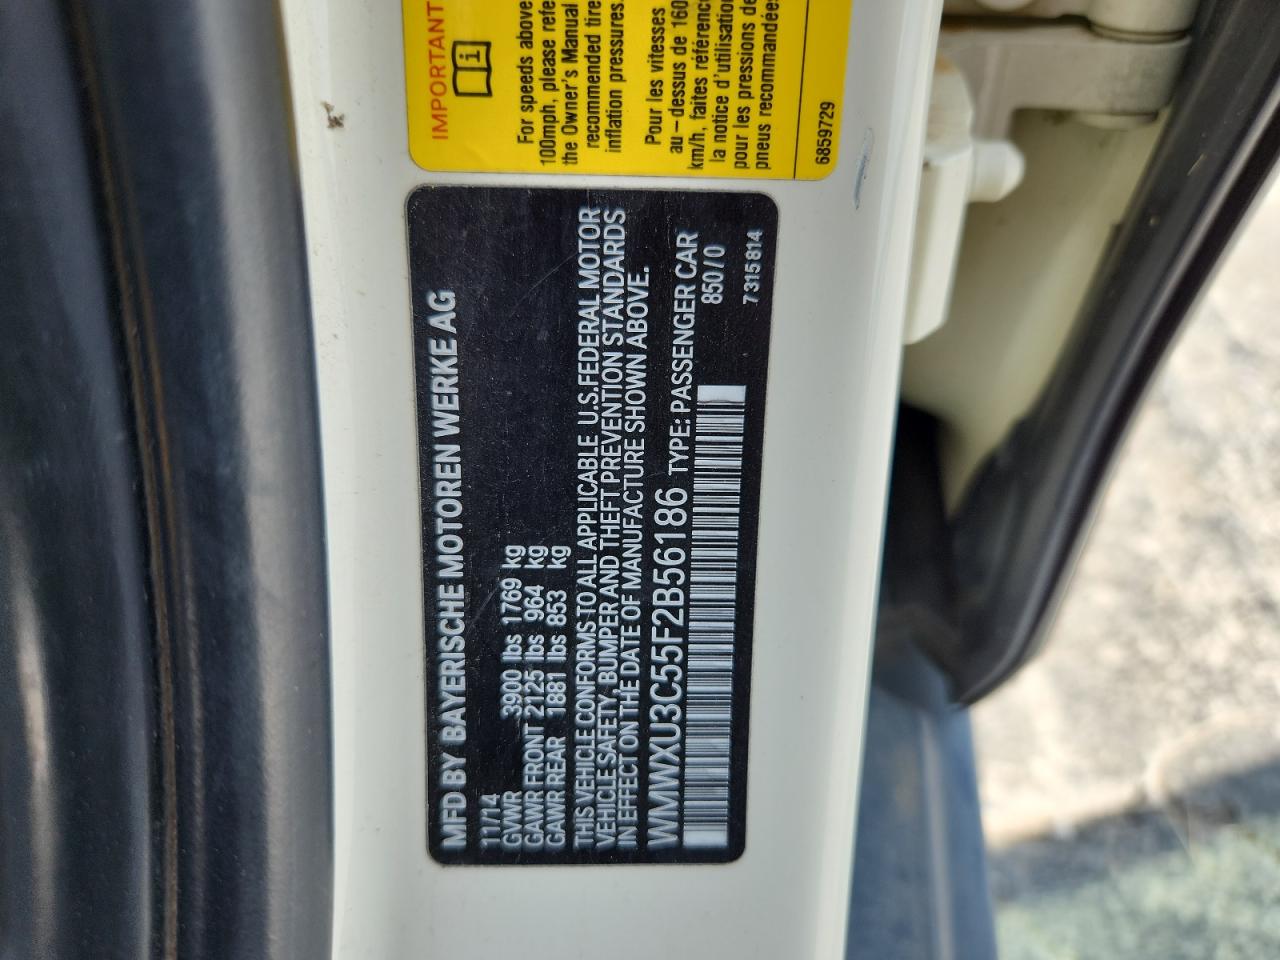 IMPORTANT
For speeds above
100mph, please refe
the Owner's Manual
recommended tire
inflation pressures.
Pour les vitesses
au-dessus de 160
km/h, faites référenc
la notice d'utilisation
pour les pressions de
pneus recommandées
6859729
MFD BY BAYERISCHE MOTOREN WERKE AG
11/14
GVWR 3900 lbs 1769 kg
GAWR FRONT 2125 lbs 964 kg
GAWR REAR 1881 lbs 853 kg
THIS VEHICLE CONFORMS TO ALL APPLICABLE U.S.FEDERAL MOTOR
VEHICLE SAFETY, BUMPER AND THEFT PREVENTION STANDARDS
IN EFFECT ON THE DATE OF MANUFACTURE SHOWN ABOVE.
WMWXU3C55F2B56186 TYPE: PASSENGER CAR
850/0
7 315 814